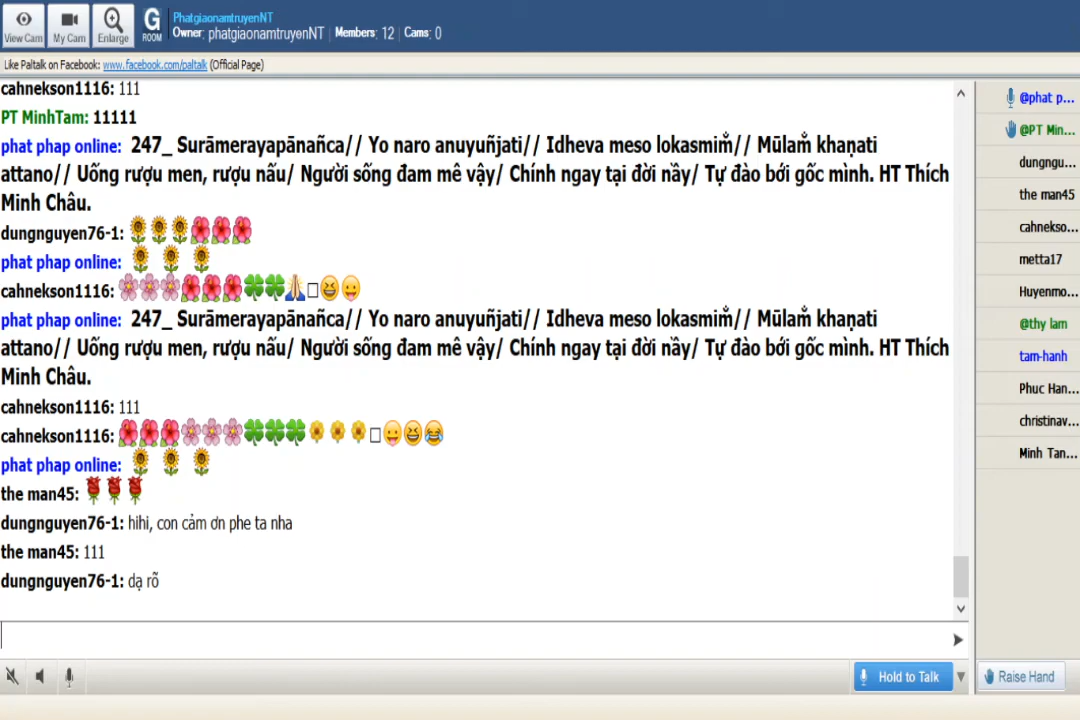 PhatgiaonamtruyenNT
Owner: phatgiaonamtruyenNT | Members: 12 | Cams: 0
View Cam My Cam Enlarge G ROOM
Like Paltalk on Facebook: www.facebook.com/paltalk (Official Page)
cahnekson1116: 111
PT MinhTam: 11111
phat phap online: 247_ Surāmerayapānañca// Yo naro anuyuñjati// Idheva meso lokasmiṁ// Mūlaṁ khaṇati
attano// Uống rượu men, rượu nấu/ Người sống đam mê vậy/ Chính ngay tại đời nầy/ Tự đào bới gốc mình. HT Thích
Minh Châu.
dungnguyen76-1: 🌻🌻🌻🌺🌺🌺
phat phap online: 🌻 🌻 🌻
cahnekson1116: 🌸🌸🌸🌺🌺🌺🍀🍀🙏□😆😛
phat phap online: 247_ Surāmerayapānañca// Yo naro anuyuñjati// Idheva meso lokasmiṁ// Mūlaṁ khaṇati
attano// Uống rượu men, rượu nấu/ Người sống đam mê vậy/ Chính ngay tại đời nầy/ Tự đào bới gốc mình. HT Thích
Minh Châu.
cahnekson1116: 111
cahnekson1116: 🌺🌺🌺🌸🌸🌸🍀🍀🍀🌼🌼🌼□😛😆😂
phat phap online: 🌻 🌻 🌻
the man45: 🌹🌹🌹
dungnguyen76-1: hihi, con cảm ơn phe ta nha
the man45: 111
dungnguyen76-1: dạ rõ
@phat p...
@PT Min...
dungngu...
the man45
cahnekso...
metta17
Huyenmo...
@thy lam
tam-hanh
Phuc Han...
christinav...
Minh Tan...
Hold to Talk
Raise Hand